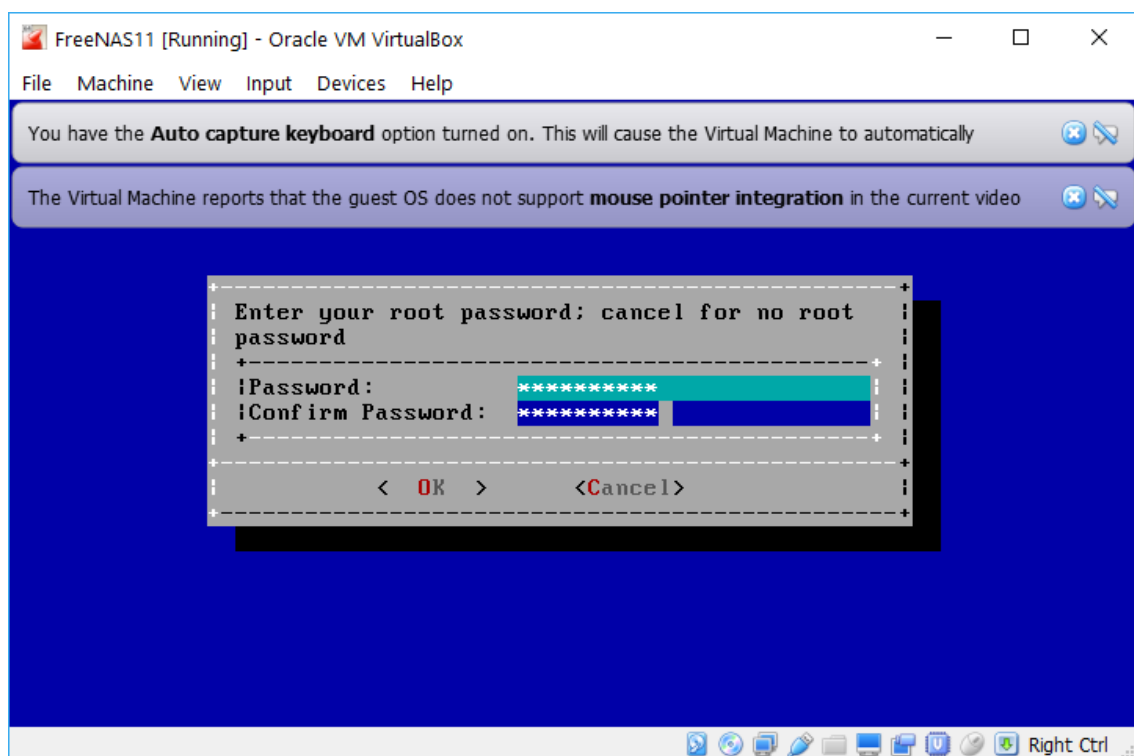 FreeNAS11 [Running] - Oracle VM VirtualBox
File Machine View Input Devices Help
You have the Auto capture keyboard option turned on. This will cause the Virtual Machine to automatically
The Virtual Machine reports that the guest OS does not support mouse pointer integration in the current video
Enter your root password; cancel for no root
password
Password: **********
Confirm Password: **********
< OK > <Cancel>
Right Ctrl